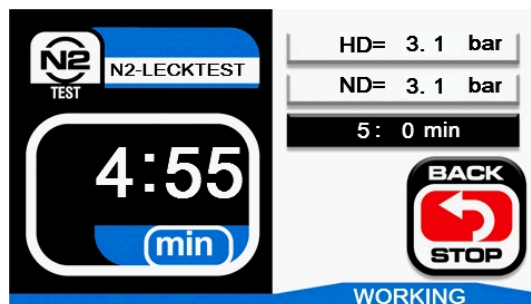 N2
TEST
N2-LECKTEST
4:55
min
HD= 3.1 bar
ND= 3.1 bar
5: 0 min
BACK
STOP
WORKING